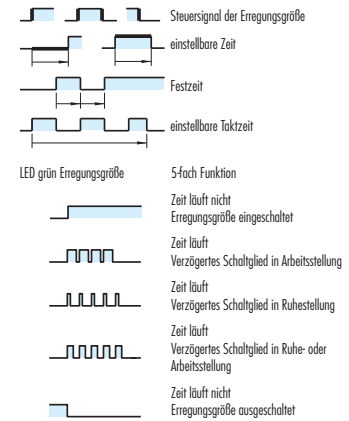 Steuersignal der Erregungsgröße
einstellbare Zeit
Festzeit
einstellbare Taktzeit
LED grün Erregungsgröße
5-fach Funktion
Zeit läuft nicht
Erregungsgröße eingeschaltet
Zeit läuft
Verzögertes Schaltglied in Arbeitsstellung
Zeit läuft
Verzögertes Schaltglied in Ruhestellung
Zeit läuft
Verzögertes Schaltglied in Ruhe- oder
Arbeitsstellung
Zeit läuft nicht
Erregungsgröße ausgeschaltet